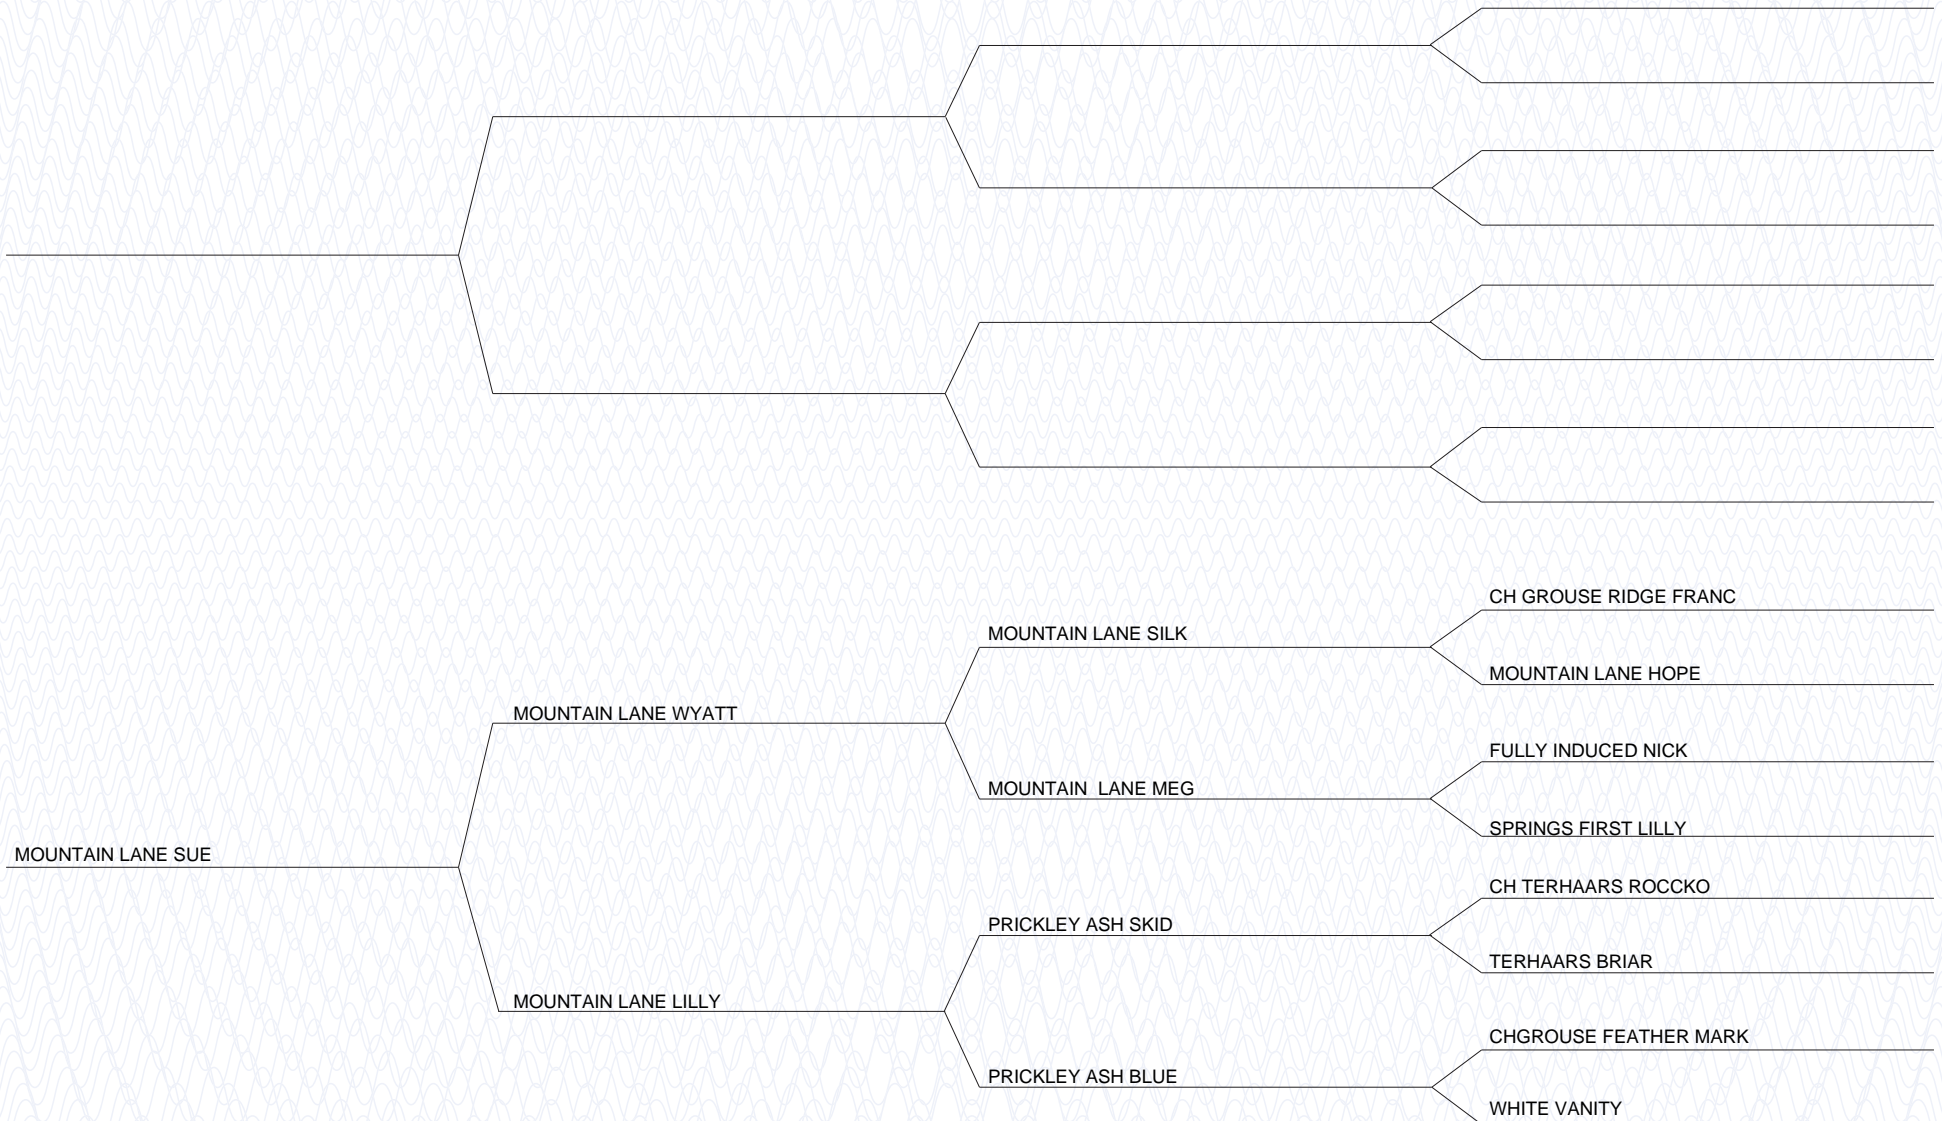 CH GROUSE RIDGE FRANC
MOUNTAIN LANE SILK
MOUNTAIN LANE HOPE
MOUNTAIN LANE WYATT
FULLY INDUCED NICK
MOUNTAIN  LANE MEG
SPRINGS FIRST LILLY
MOUNTAIN LANE SUE
CH TERHAARS ROCCKO
PRICKLEY ASH SKID
TERHAARS BRIAR
MOUNTAIN LANE LILLY
CHGROUSE FEATHER MARK
PRICKLEY ASH BLUE
WHITE VANITY